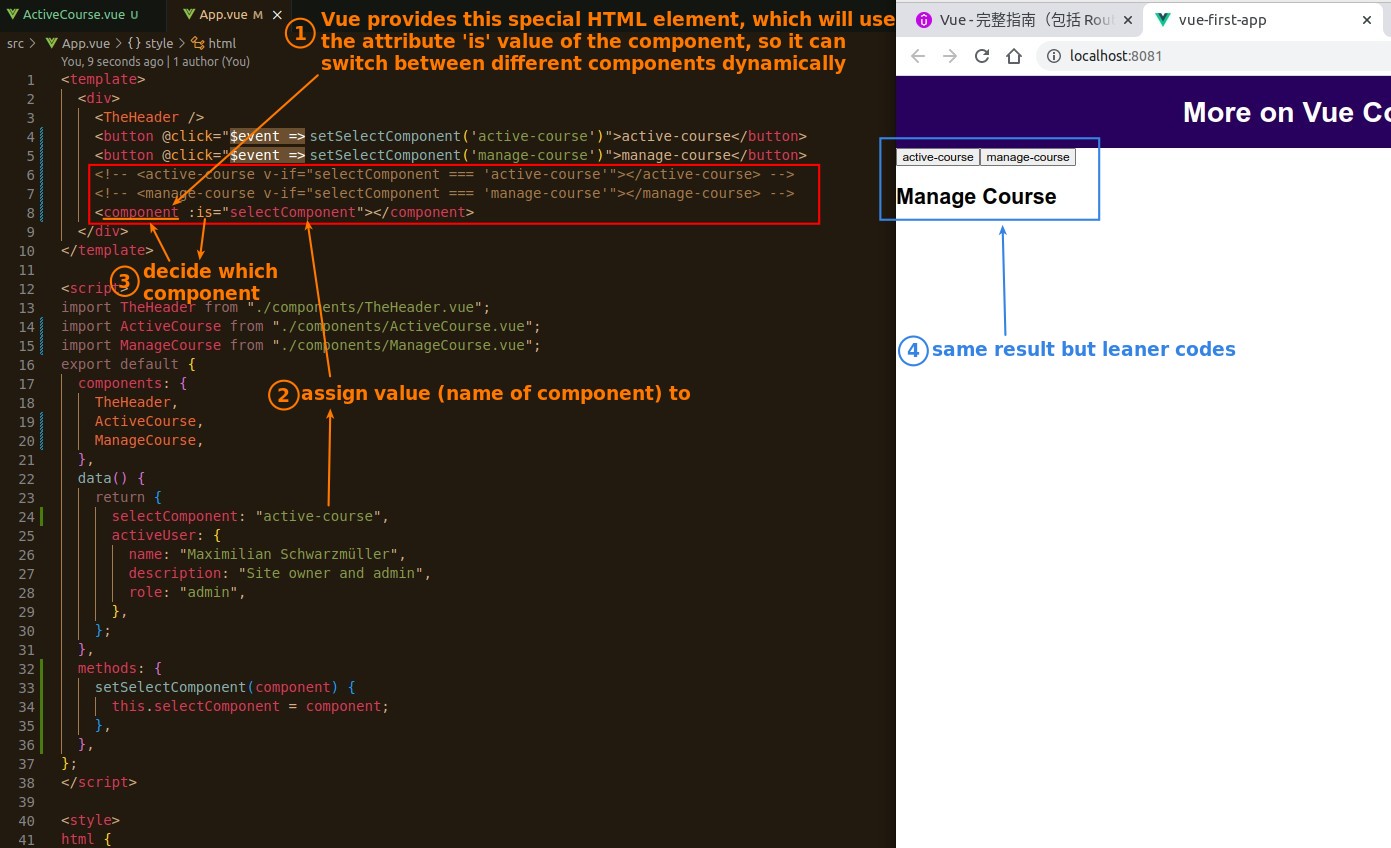 ActiveCourse.vue U
App.vue M ×
src > App.vue > {} style > html
You, 9 seconds ago | 1 author (You)
1 <template>
2 <div>
3 <TheHeader />
4 <button @click="$event => setSelectComponent('active-course')">active-course</button>
5 <button @click="$event => setSelectComponent('manage-course')">manage-course</button>
6 <!-- <active-course v-if="selectComponent === 'active-course'"></active-course> -->
7 <!-- <manage-course v-if="selectComponent === 'manage-course'"></manage-course> -->
8 <component :is="selectComponent"></component>
9 </div>
10 </template>
11
12 <script>
13 import TheHeader from "./components/TheHeader.vue";
14 import ActiveCourse from "./components/ActiveCourse.vue";
15 import ManageCourse from "./components/ManageCourse.vue";
16 export default {
17 components: {
18 TheHeader,
19 ActiveCourse,
20 ManageCourse,
21 },
22 data() {
23 return {
24 selectComponent: "active-course",
25 activeUser: {
26 name: "Maximilian Schwarzmüller",
27 description: "Site owner and admin",
28 role: "admin",
29 },
30 };
31 },
32 methods: {
33 setSelectComponent(component) {
34 this.selectComponent = component;
35 },
36 },
37 };
38 </script>
39
40 <style>
41 html {
1 Vue provides this special HTML element, which will use
the attribute 'is' value of the component, so it can
switch between different components dynamically
3 decide which
component
2 assign value (name of component) to
Vue - 完整指南（包括 Rou ×
vue-first-app ×
localhost:8081
More on Vue Co
active-course manage-course
Manage Course
4 same result but leaner codes